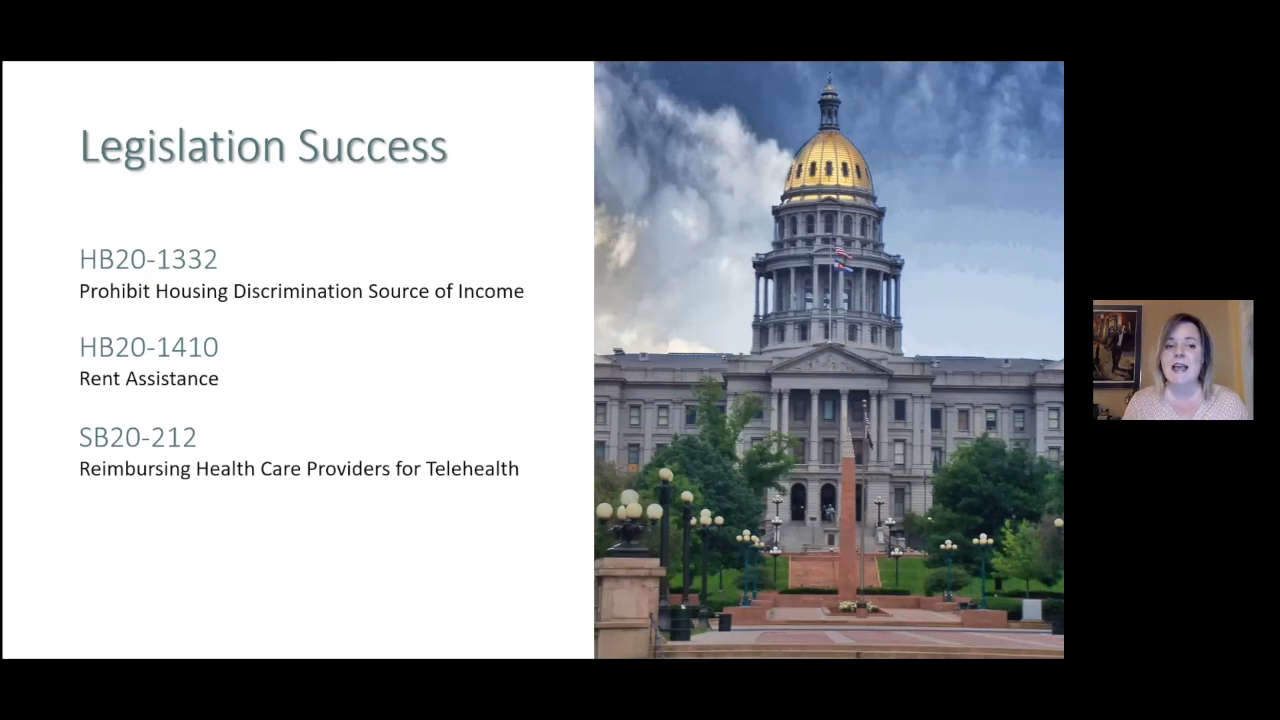 Legislation Success
HB20-1332
Prohibit Housing Discrimination Source of Income
HB20-1410
Rent Assistance
SB20-212
Reimbursing Health Care Providers for Telehealth